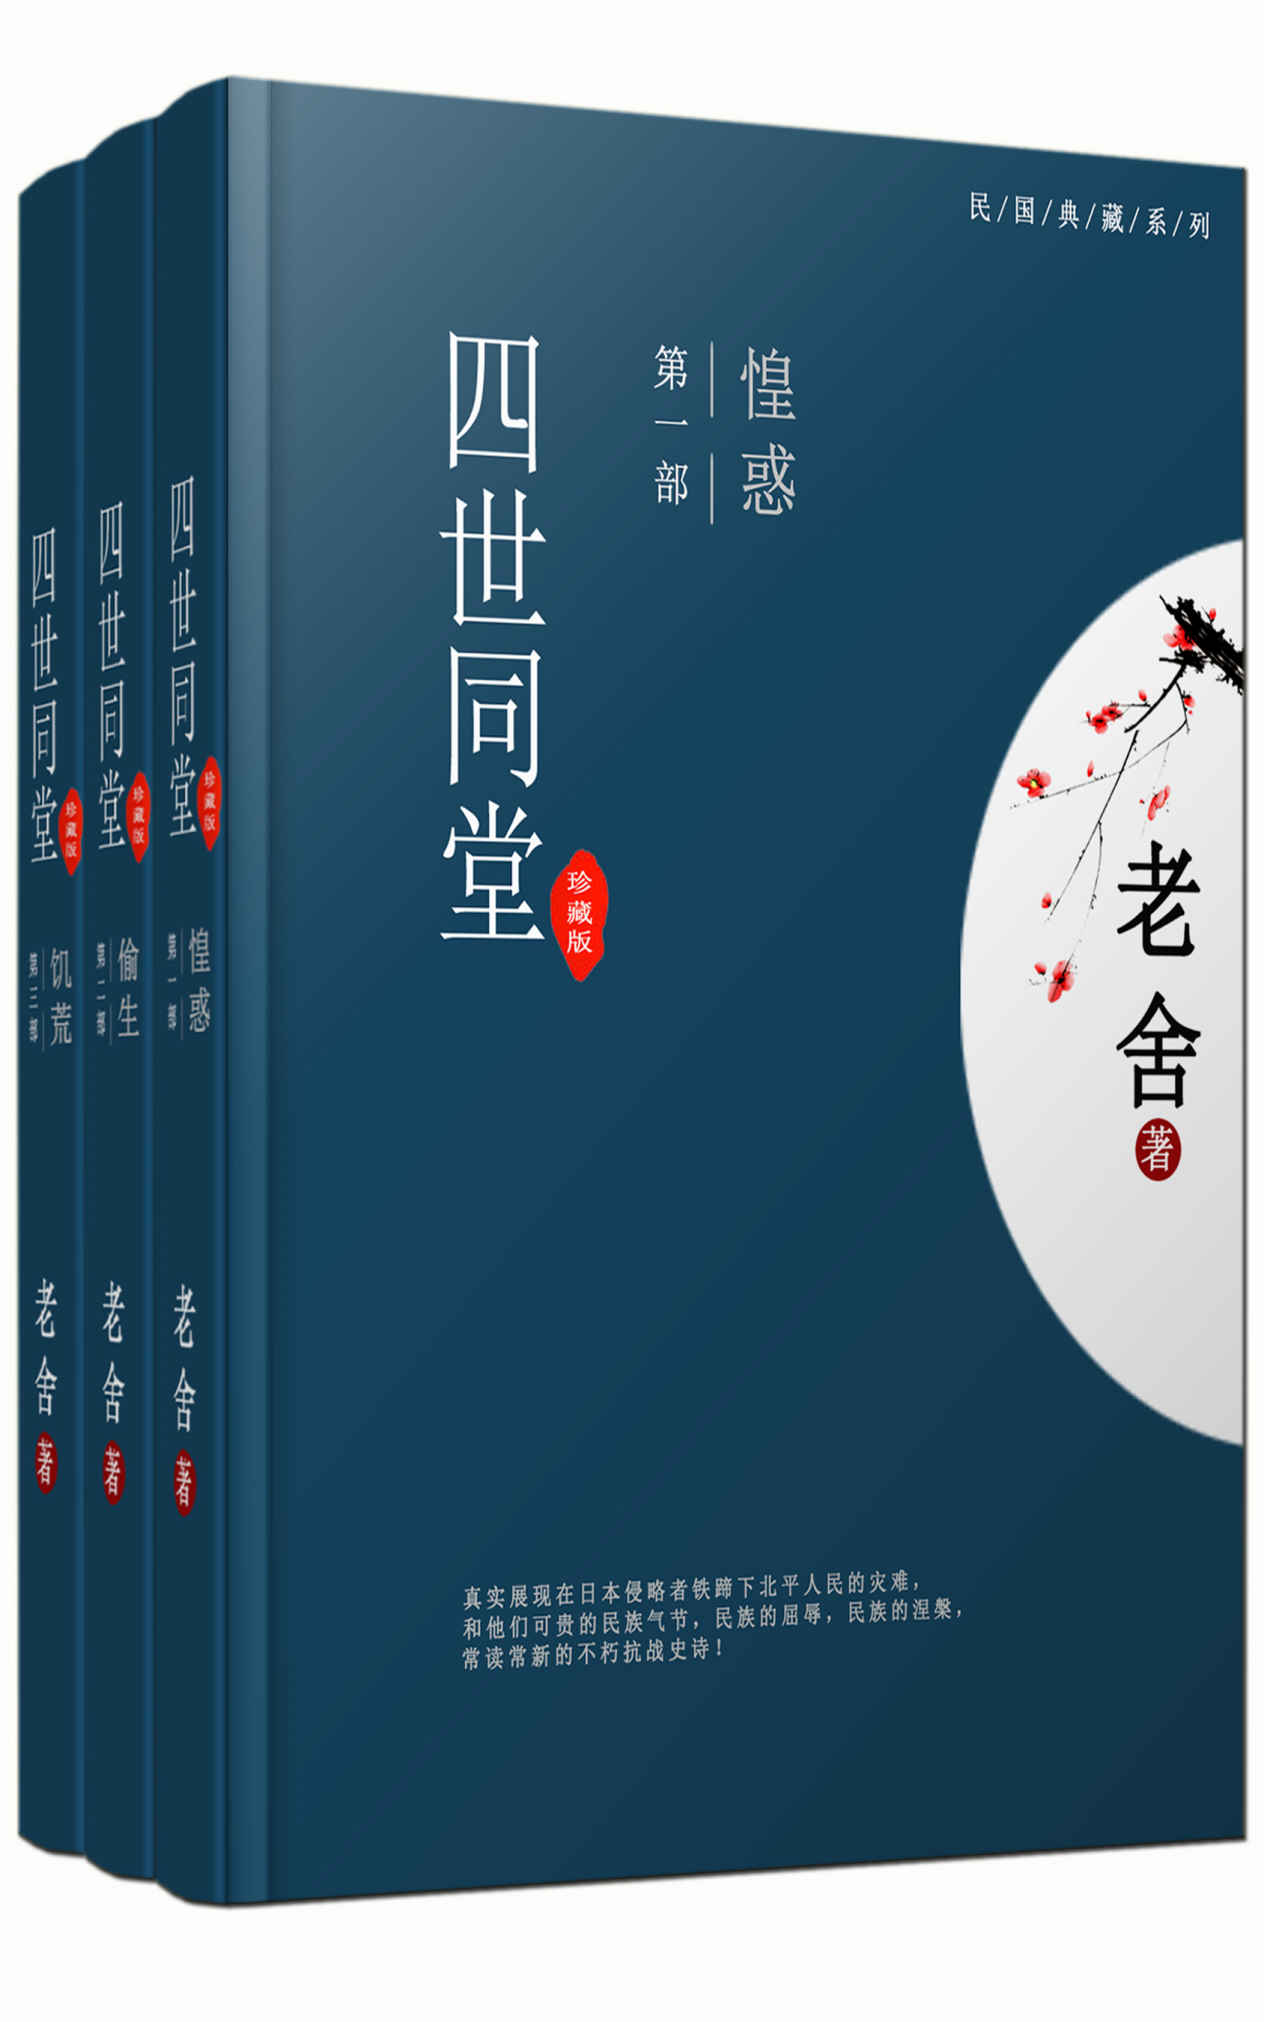 民/国/典/藏/系/列
四世同堂
珍藏版
第一部
惶惑
老舍
著
真实展现在日本侵略者铁蹄下北平人民的灾难，
和他们可贵的民族气节，民族的屈辱，民族的涅槃，
常读常新的不朽抗战史诗！
四世同堂
珍藏版
第一部
惶惑
老舍
著
四世同堂
珍藏版
第二部
偷生
老舍
著
四世同堂
珍藏版
第三部
饥荒
老舍
著